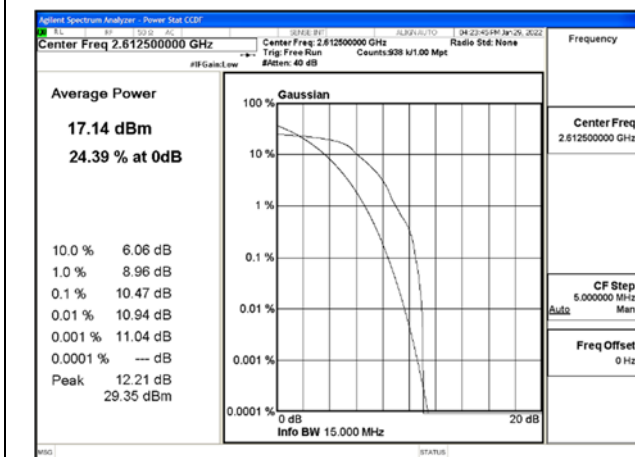 Agilent Spectrum Analyzer - Power Stat CCDF
RL RF 50 Ω AC SENSE:INT ALIGN AUTO 04:23:45 PM Jan 29, 2022
Center Freq 2.612500000 GHz
Center Freq: 2.612500000 GHz Radio Std: None
Trig: Free Run Counts:938 k/1.00 Mpt
#IFGain:Low #Atten: 40 dB
Frequency
Average Power
17.14 dBm
24.39 % at 0dB
10.0 % 6.06 dB
1.0 % 8.96 dB
0.1 % 10.47 dB
0.01 % 10.94 dB
0.001 % 11.04 dB
0.0001 % --- dB
Peak 12.21 dB
29.35 dBm
Gaussian
100 %
10 %
1 %
0.1 %
0.01 %
0.001 %
0.0001 %
0 dB 20 dB
Info BW 15.000 MHz
Center Freq
2.612500000 GHz
CF Step
5.000000 MHz
Auto Man
Freq Offset
0 Hz
MSG STATUS